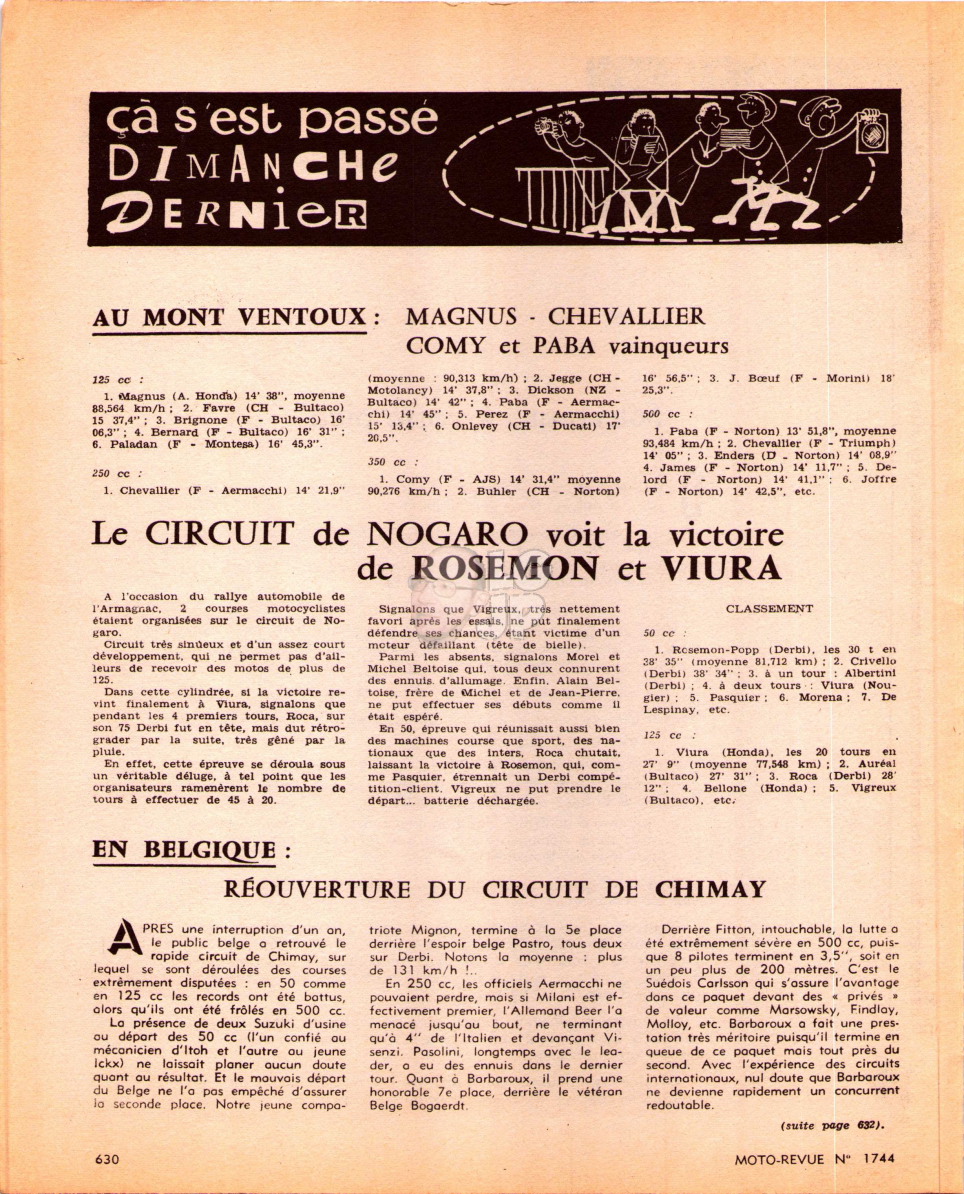 çà s'est passé
DIMANCHE
DERNIER
AU MONT VENTOUX : MAGNUS - CHEVALLIER
COMY et PABA vainqueurs
125 cc :
1. Magnus (A. Honda) 14' 38", moyenne
88,564 km/h ; 2. Favre (CH - Bultaco)
15 37,4" ; 3. Brignone (F - Bultaco) 16'
06,3" ; 4. Bernard (F - Bultaco) 16' 31" ;
6. Paladan (F - Montesa) 16' 45,3".
250 cc :
1. Chevallier (F - Aermacchi) 14' 21,9"
(moyenne : 90,313 km/h) ; 2. Jegge (CH -
Motolancy) 14' 37,8" ; 3. Dickson (NZ -
Bultaco) 14' 42" ; 4. Paba (F - Aermac-
chi) 14' 45" ; 5. Perez (F - Aermacchi)
15' 13,4" ; 6. Onlevey (CH - Ducati) 17'
20,5".
350 cc :
1. Comy (F - AJS) 14' 31,4" moyenne
90,276 km/h ; 2. Buhler (CH - Norton)
16' 56,5" ; 3. J. Bœuf (F - Morini) 18'
25,3".
500 cc :
1. Paba (F - Norton) 13' 51,8", moyenne
93,484 km/h ; 2. Chevallier (F - Triumph)
14' 05" ; 3. Enders (D - Norton) 14' 08,9"
4. James (F - Norton) 14' 11,7" ; 5. De-
lord (F - Norton) 14' 41,1" ; 6. Joffre
(F - Norton) 14' 42,5", etc.
Le CIRCUIT de NOGARO voit la victoire
de ROSEMON et VIURA
A l'occasion du rallye automobile de
l'Armagnac, 2 courses motocyclistes
étaient organisées sur le circuit de No-
garo.
Circuit très sinueux et d'un assez court
développement, qui ne permet pas d'ail-
leurs de recevoir des motos de plus de
125.
Dans cette cylindrée, si la victoire re-
vint finalement à Viura, signalons que
pendant les 4 premiers tours, Roca, sur
son 75 Derbi fut en tête, mais dut rétro-
grader par la suite, très gêné par la
pluie.
En effet, cette épreuve se déroula sous
un véritable déluge, à tel point que les
organisateurs ramenèrent le nombre de
tours à effectuer de 45 à 20.
Signalons que Vigreux, très nettement
favori après les essais, ne put finalement
défendre ses chances, étant victime d'un
moteur défaillant (tête de bielle).
Parmi les absents, signalons Morel et
Michel Beltoise qui, tous deux connurent
des ennuis d'allumage. Enfin, Alain Bel-
toise, frère de Michel et de Jean-Pierre,
ne put effectuer ses débuts comme il
était espéré.
En 50, épreuve qui réunissait aussi bien
des machines course que sport, des na-
tionaux que des inters, Roca chutait,
laissant la victoire à Rosemon, qui, com-
me Pasquier, étrennait un Derbi compé-
tition-client. Vigreux ne put prendre le
départ... batterie déchargée.
CLASSEMENT
50 cc :
1. Rosemon-Popp (Derbi), les 30 t en
38' 35" (moyenne 81,712 km) ; 2. Crivello
(Derbi) 38' 34" ; 3. à un tour : Albertini
(Derbi) ; 4. à deux tours : Viura (Nou-
gier) ; 5. Pasquier ; 6. Morena ; 7. De
Lespinay, etc.
125 cc :
1. Viura (Honda), les 20 tours en
27' 9" (moyenne 77,548 km) ; 2. Auréal
(Bultaco) 27' 31" ; 3. Roca (Derbi) 28'
12" ; 4. Bellone (Honda) ; 5. Vigreux
(Bultaco), etc.
EN BELGIQUE :
RÉOUVERTURE DU CIRCUIT DE CHIMAY
APRES une interruption d'un an,
le public belge a retrouvé le
rapide circuit de Chimay, sur
lequel se sont déroulées des courses
extrêmement disputées : en 50 comme
en 125 cc les records ont été battus,
alors qu'ils ont été frôlés en 500 cc.
La présence de deux Suzuki d'usine
au départ des 50 cc (l'un confié au
mécanicien d'Itoh et l'autre au jeune
Ickx) ne laissait planer aucun doute
quant au résultat. Et le mauvais départ
du Belge ne l'a pas empêché d'assurer
la seconde place. Notre jeune compa-
triote Mignon, termine à la 5e place
derrière l'espoir belge Pastro, tous deux
sur Derbi. Notons la moyenne : plus
de 131 km/h !..
En 250 cc, les officiels Aermacchi ne
pouvaient perdre, mais si Milani est ef-
fectivement premier, l'Allemand Beer l'a
menacé jusqu'au bout, ne terminant
qu'à 4" de l'Italien et devançant Vi-
senzi. Pasolini, longtemps avec le lea-
der, a eu des ennuis dans le dernier
tour. Quant à Barbaroux, il prend une
honorable 7e place, derrière le vétéran
Belge Bogaerdt.
Derrière Fitton, intouchable, la lutte a
été extrêmement sévère en 500 cc, puis-
que 8 pilotes terminent en 3,5", soit en
un peu plus de 200 mètres. C'est le
Suédois Carlsson qui s'assure l'avantage
dans ce paquet devant des « privés »
de valeur comme Marsowsky, Findlay,
Molloy, etc. Barbaroux a fait une pres-
tation très méritoire puisqu'il termine en
queue de ce paquet mais tout près du
second. Avec l'expérience des circuits
internationaux, nul doute que Barbaroux
ne devienne rapidement un concurrent
redoutable.
(suite page 632).
630
MOTO-REVUE N° 1744